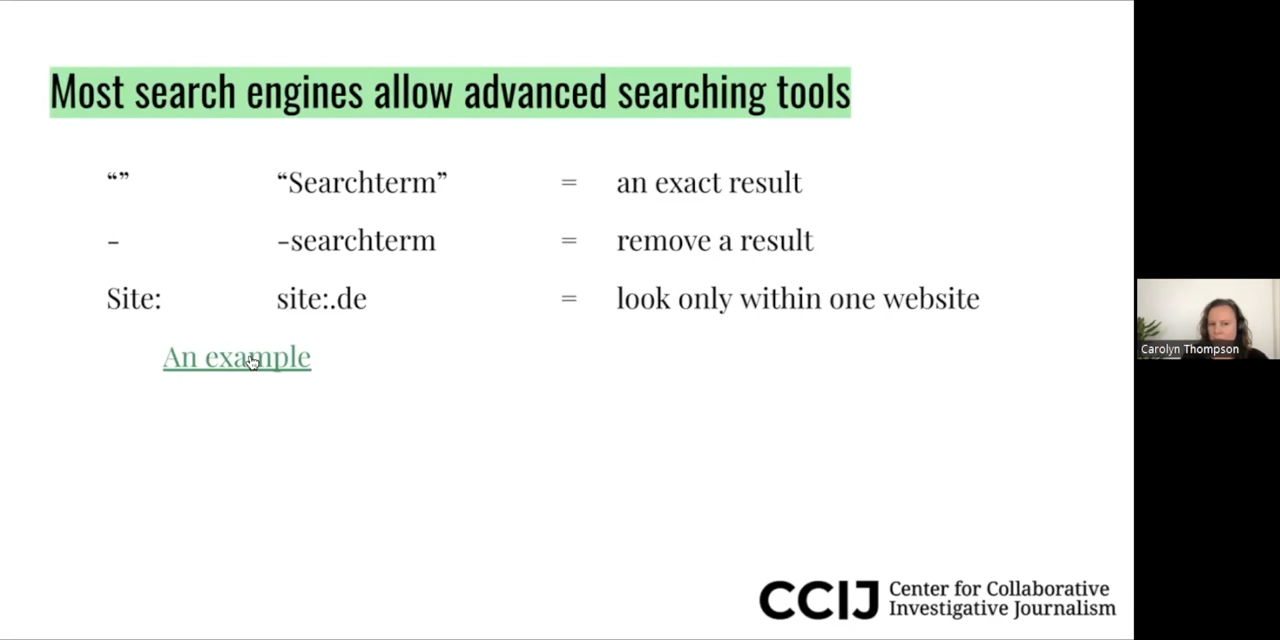 Most search engines allow advanced searching tools
“” “Searchterm” = an exact result
- -searchterm = remove a result
Site: site:.de = look only within one website
An example
Carolyn Thompson
CCIJ Center for Collaborative
Investigative Journalism